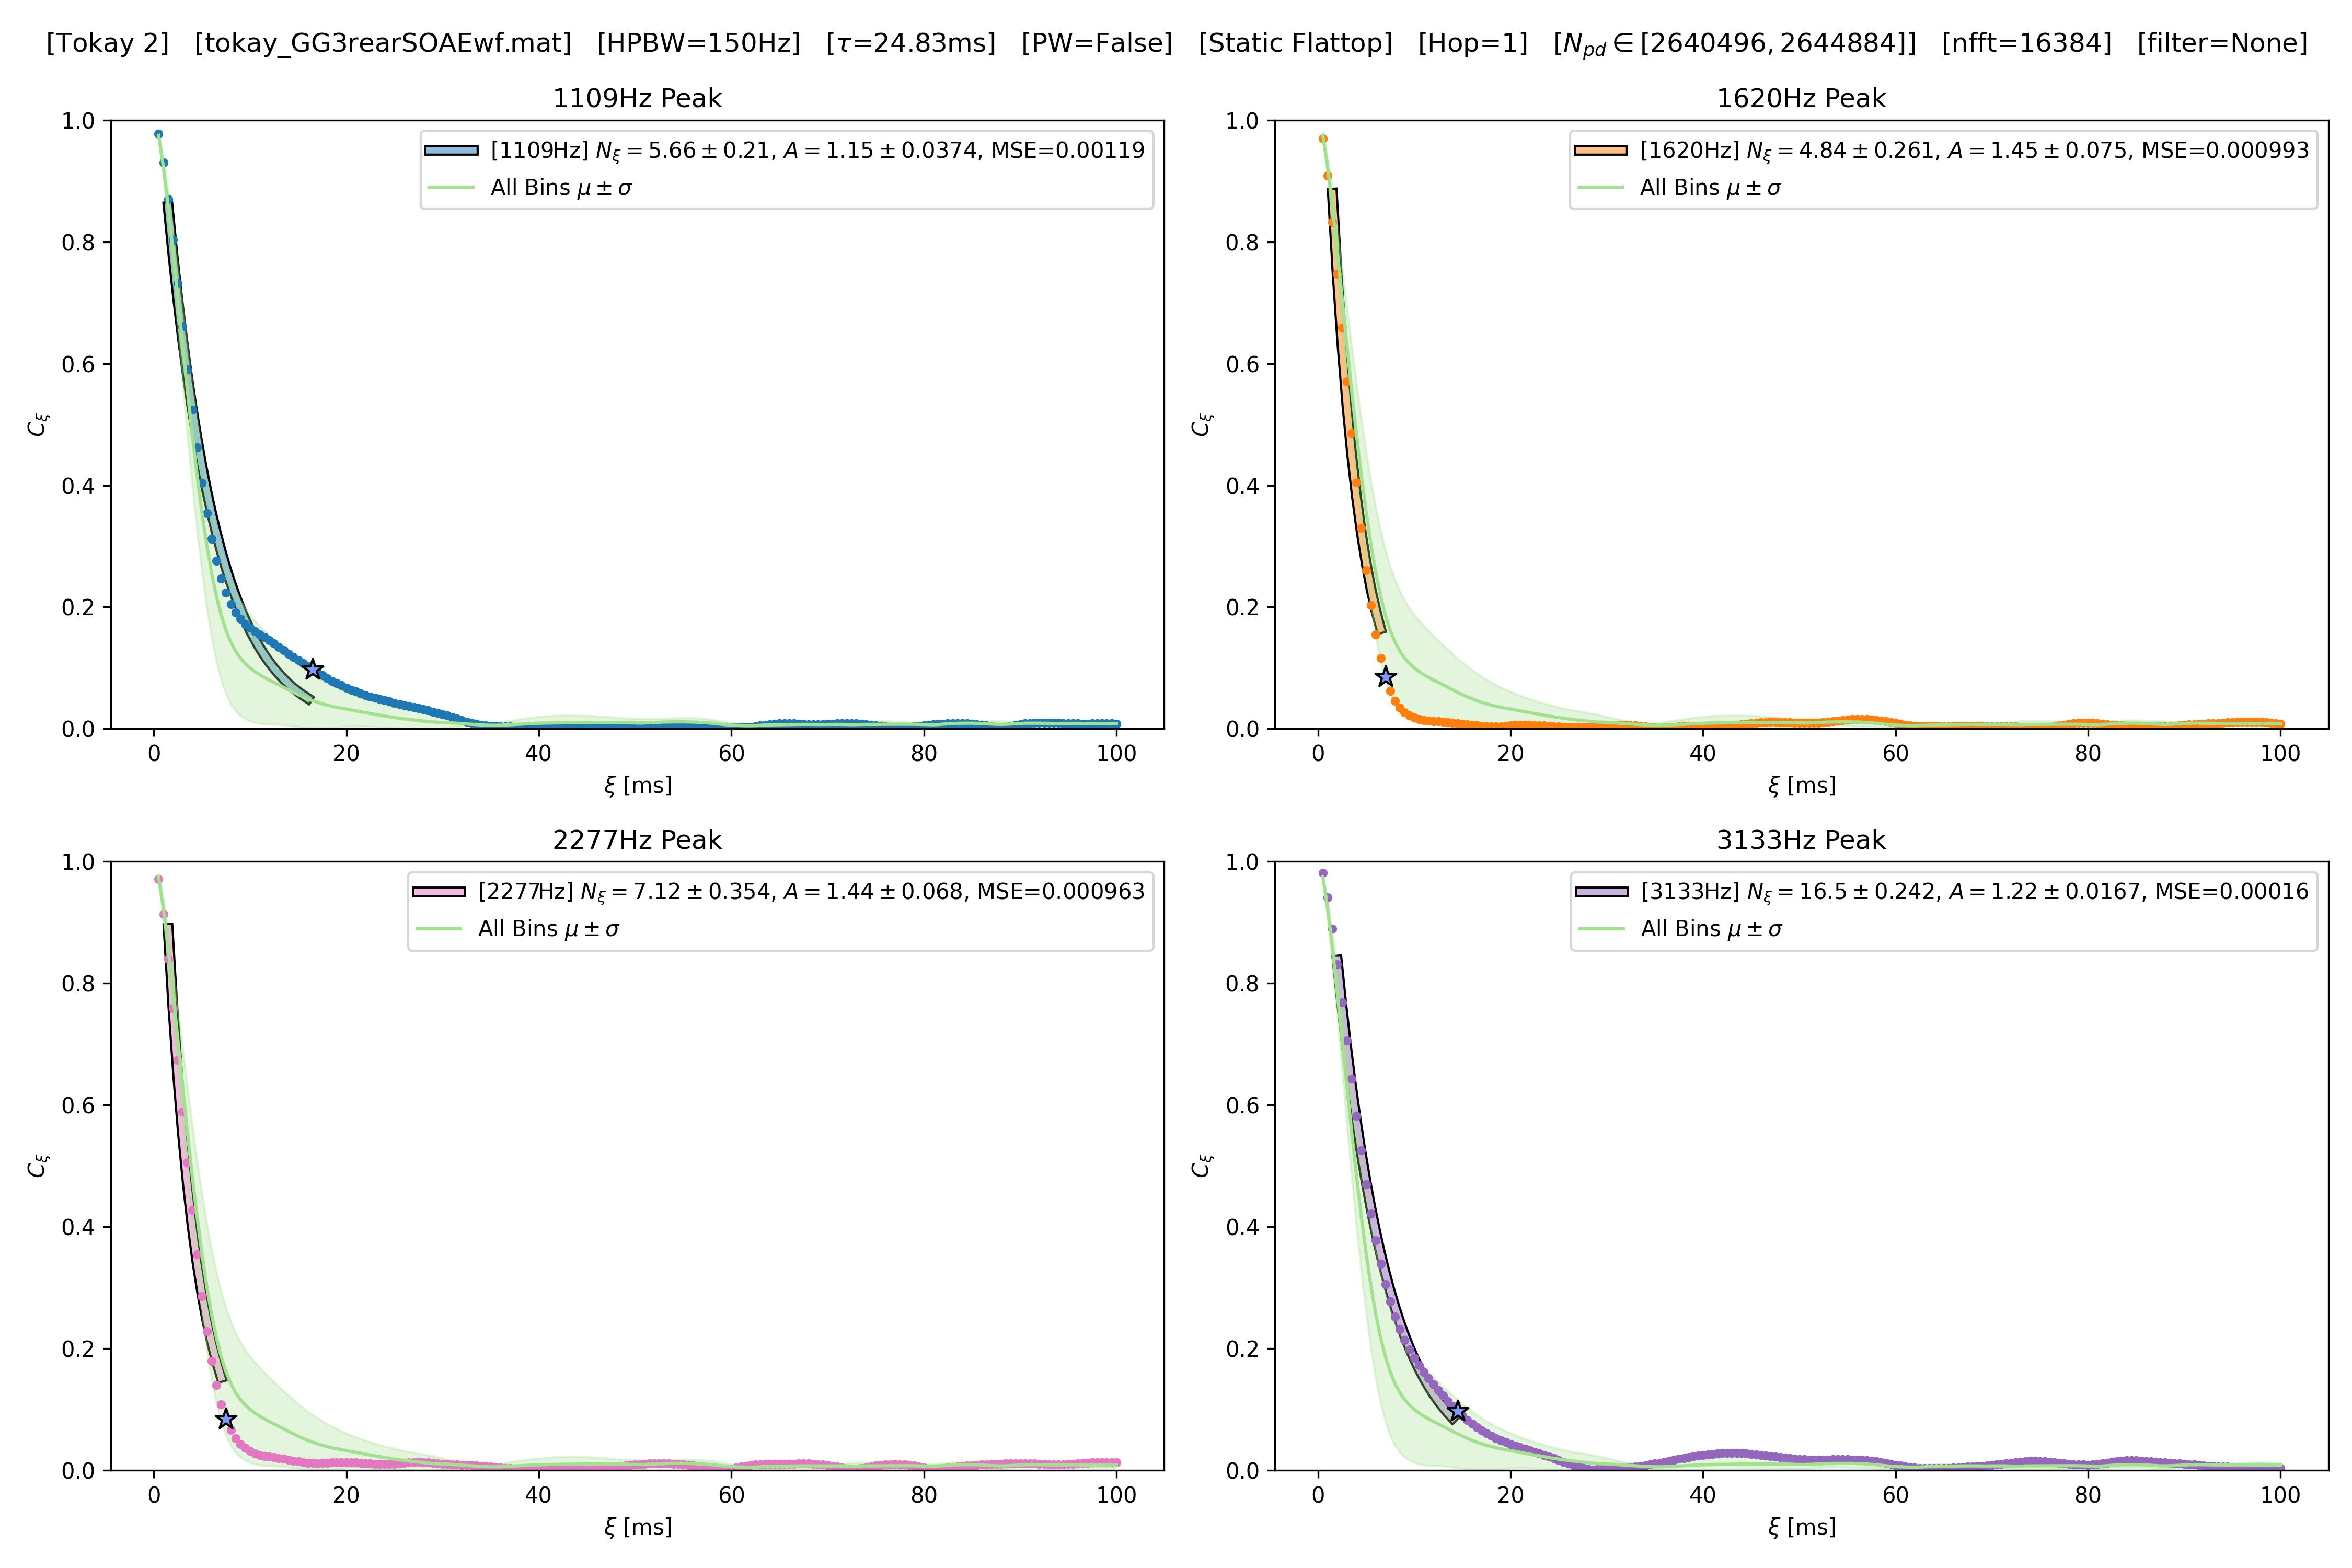 [Tokay 2] [tokay_GG3rearSOAEwf.mat] [HPBW=150Hz] [τ=24.83ms] [PW=False] [Static Flattop] [Hop=1] [N_pd ∈ [2640496, 2644884]] [nfft=16384] [filter=None]
1109Hz Peak
[1109Hz] N_ξ = 5.66 ± 0.21, A = 1.15 ± 0.0374, MSE=0.00119
All Bins μ ± σ
C_ξ
1.0
0.8
0.6
0.4
0.2
0.0
0 20 40 60 80 100
ξ [ms]
1620Hz Peak
[1620Hz] N_ξ = 4.84 ± 0.261, A = 1.45 ± 0.075, MSE=0.000993
All Bins μ ± σ
C_ξ
1.0
0.8
0.6
0.4
0.2
0.0
0 20 40 60 80 100
ξ [ms]
2277Hz Peak
[2277Hz] N_ξ = 7.12 ± 0.354, A = 1.44 ± 0.068, MSE=0.000963
All Bins μ ± σ
C_ξ
1.0
0.8
0.6
0.4
0.2
0.0
0 20 40 60 80 100
ξ [ms]
3133Hz Peak
[3133Hz] N_ξ = 16.5 ± 0.242, A = 1.22 ± 0.0167, MSE=0.00016
All Bins μ ± σ
C_ξ
1.0
0.8
0.6
0.4
0.2
0.0
0 20 40 60 80 100
ξ [ms]